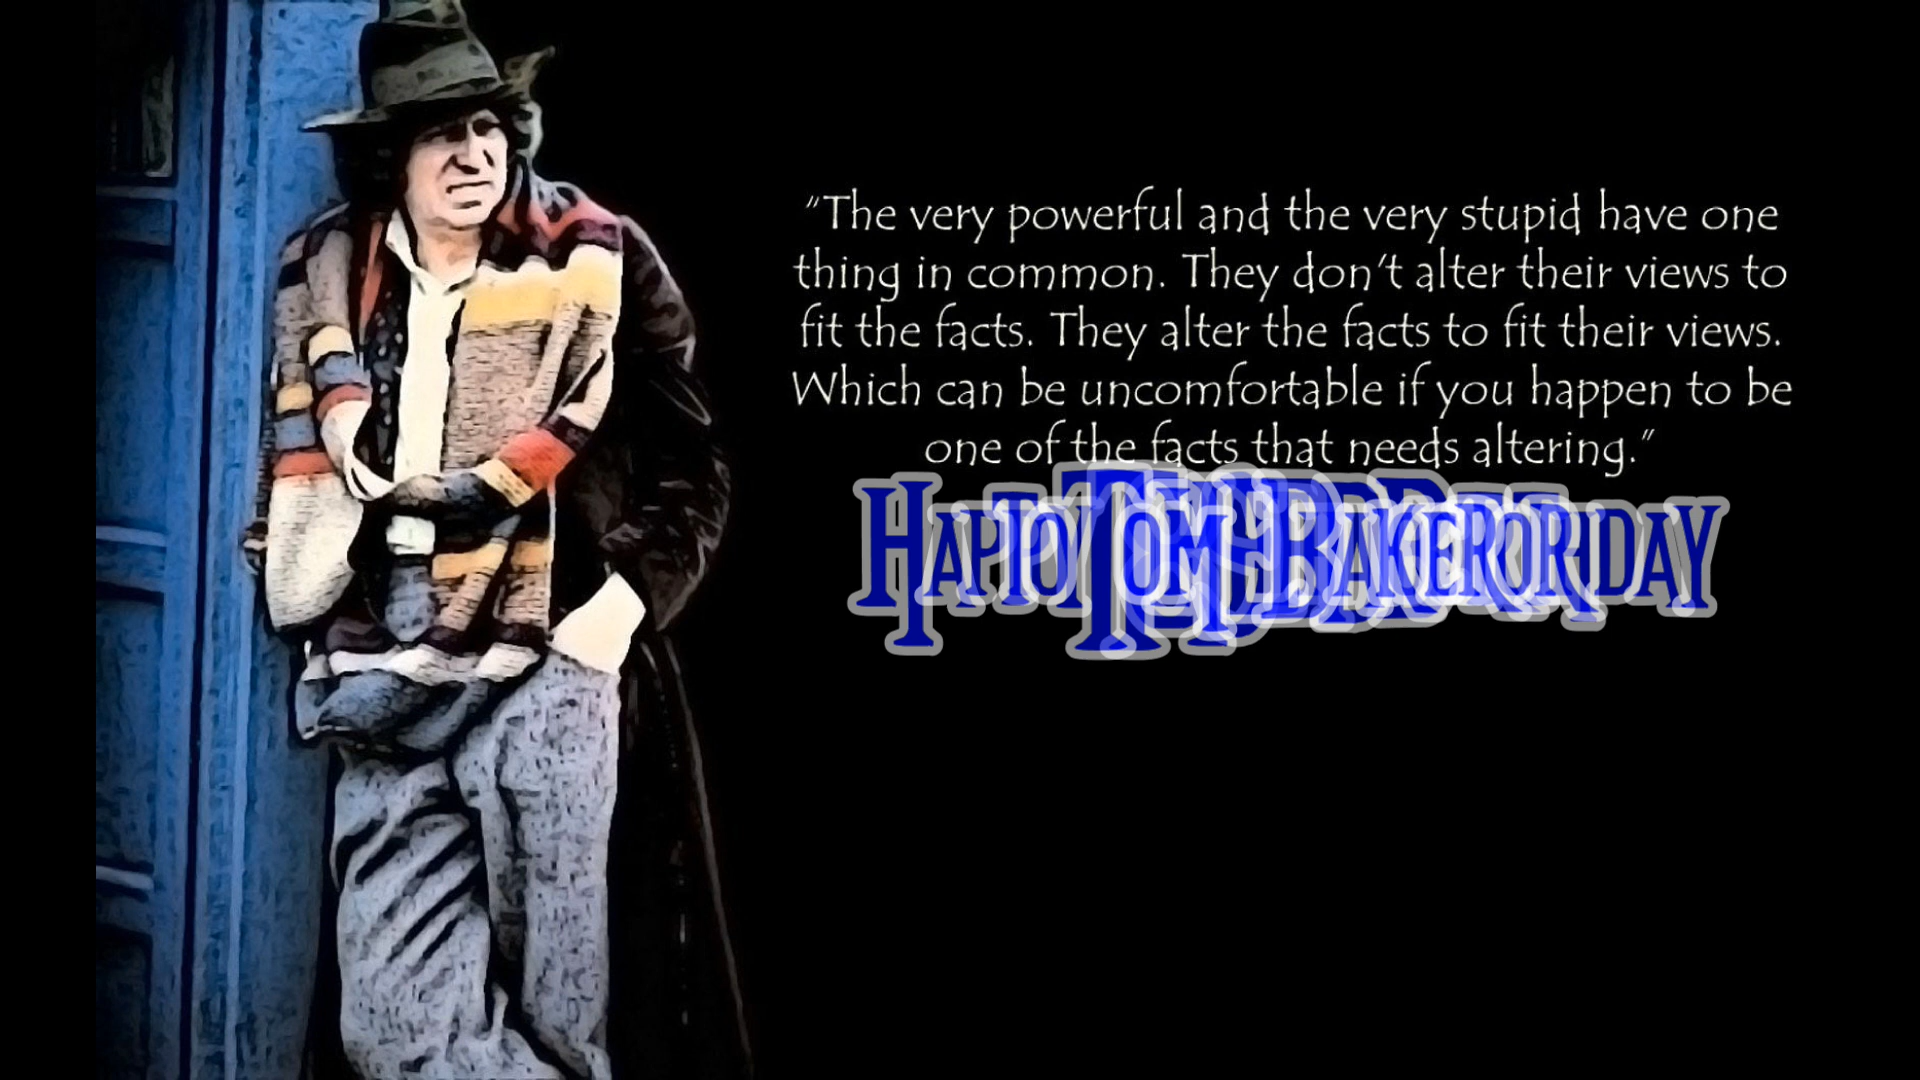 "The very powerful and the very stupid have one
thing in common. They don't alter their views to
fit the facts. They alter the facts to fit their views.
Which can be uncomfortable if you happen to be
one of the facts that needs altering."
Tom Baker